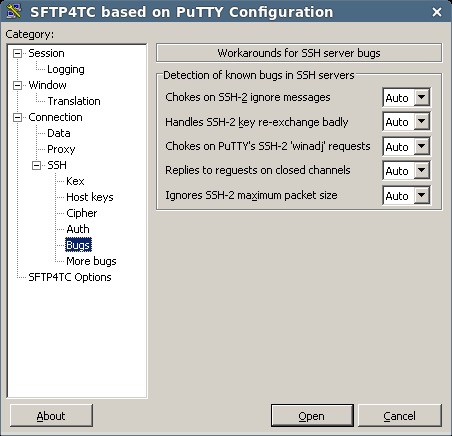 SFTP4TC based on PuTTY Configuration
Category:
Session
Logging
Window
Translation
Connection
Data
Proxy
SSH
Kex
Host keys
Cipher
Auth
Bugs
More bugs
SFTP4TC Options
Workarounds for SSH server bugs
Detection of known bugs in SSH servers
Chokes on SSH-2 ignore messages Auto
Handles SSH-2 key re-exchange badly Auto
Chokes on PuTTY's SSH-2 'winadj' requests Auto
Replies to requests on closed channels Auto
Ignores SSH-2 maximum packet size Auto
About Open Cancel